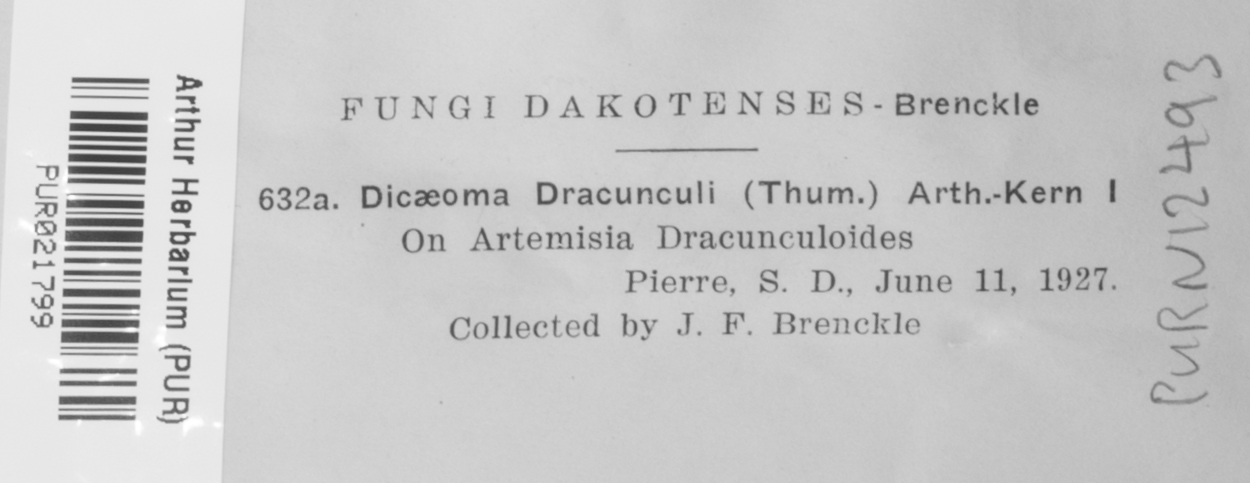 FUNGI DAKOTENSES - Brenckle
632a. Dicæoma Dracunculi (Thum.) Arth.-Kern I
On Artemisia Dracunculoides
Pierre, S. D., June 11, 1927.
Collected by J. F. Brenckle
Arthur Herbarium (PUR)
PUR021799
PURN12493